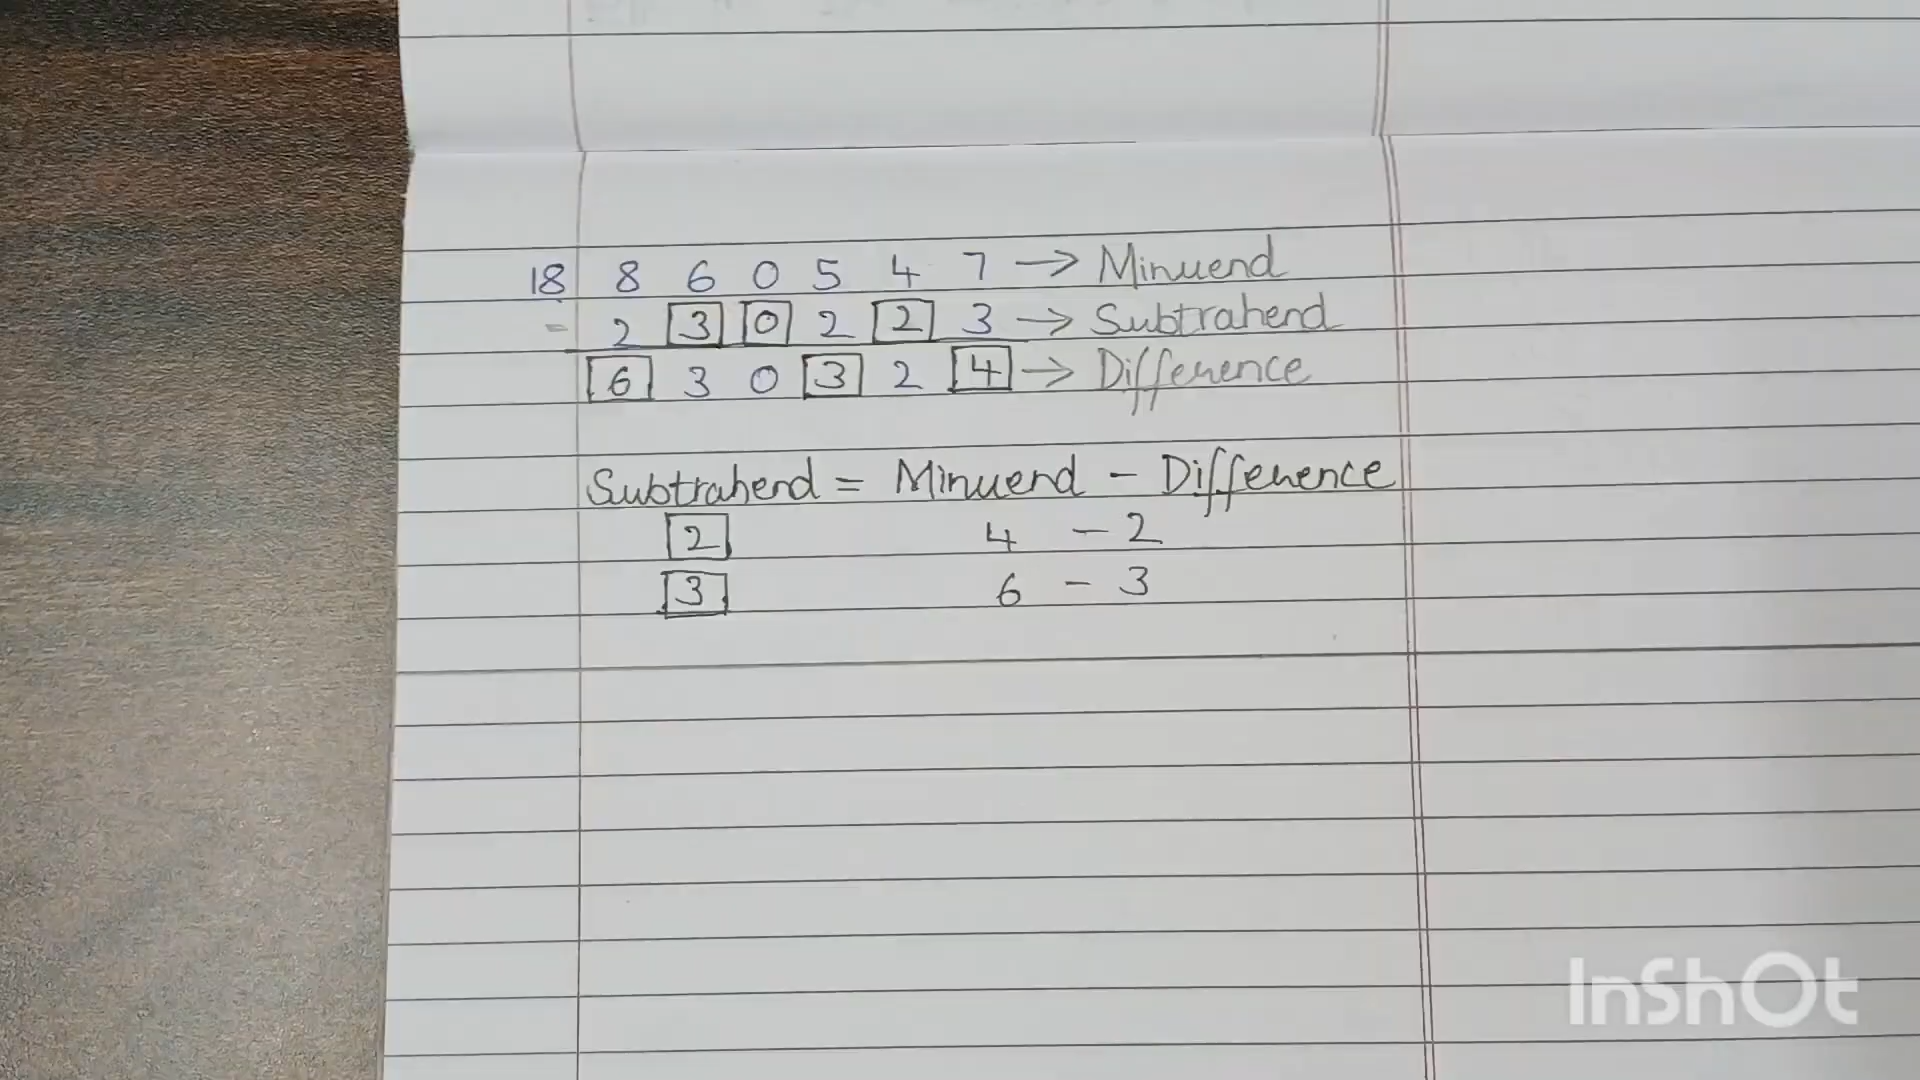 18 8 6 0 5 4 7 → Minuend
- 2 3 0 2 2 3 → Subtrahend
6 3 0 3 2 4 → Difference
Subtrahend = Minuend - Difference
2 4 - 2
3 6 - 3
InShOt